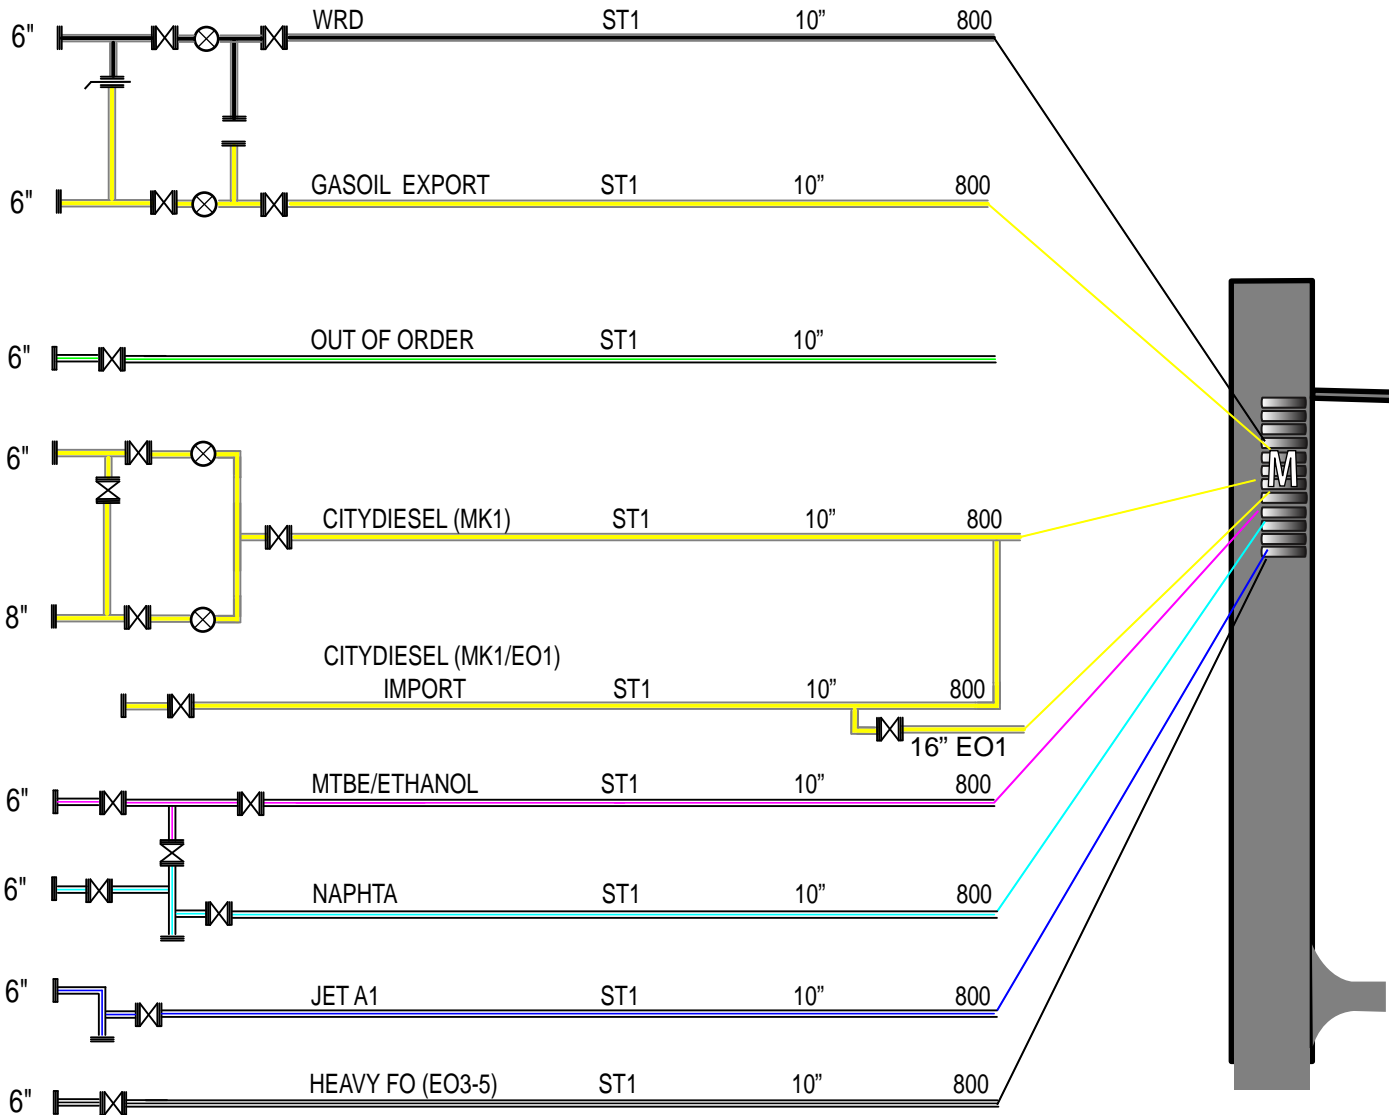 6" WRD ST1 10” 800
6" GASOIL EXPORT ST1 10” 800
6" OUT OF ORDER ST1 10”
6"
CITYDIESEL (MK1) ST1 10” 800
M
8"
CITYDIESEL (MK1/EO1)
IMPORT ST1 10” 800
16” EO1
6" MTBE/ETHANOL ST1 10” 800
6" NAPHTA ST1 10” 800
6" JET A1 ST1 10” 800
6" HEAVY FO (EO3-5) ST1 10” 800